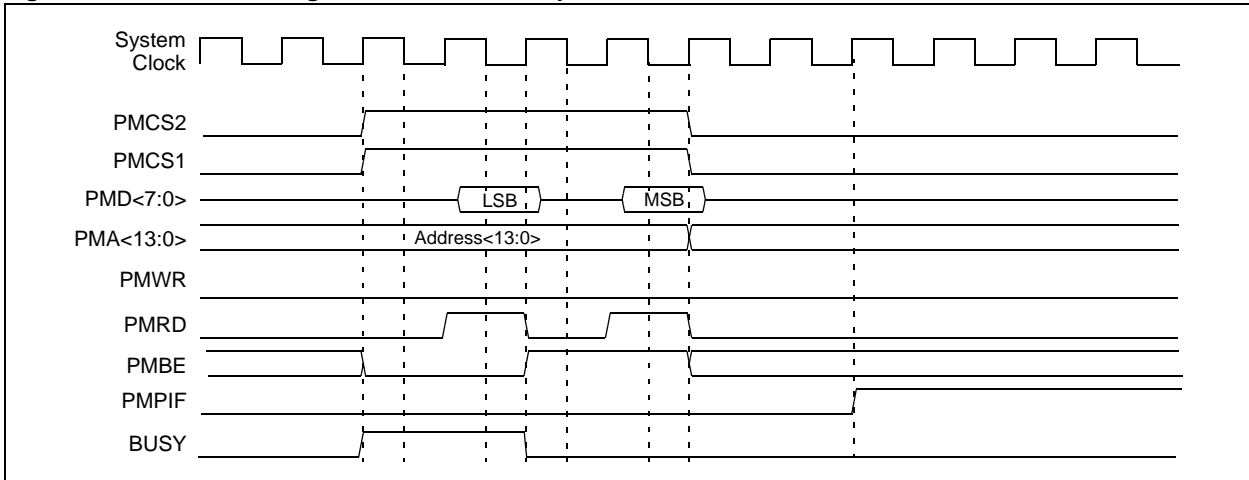 System
Clock
PMCS2
PMCS1
PMD<7:0>
LSB
MSB
PMA<13:0>
Address<13:0>
PMWR
PMRD
PMBE
PMPIF
BUSY